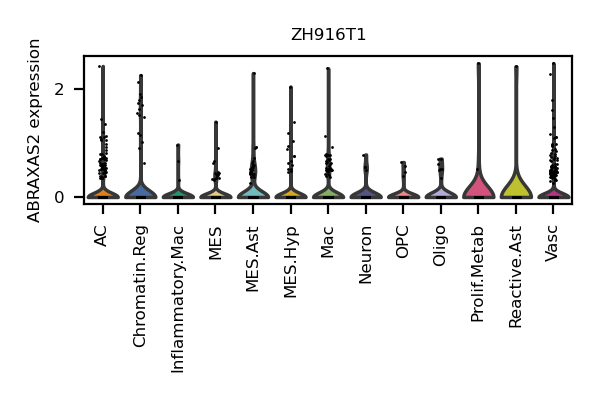 ZH916T1
ABRAXAS2 expression
2
0
AC
Chromatin.Reg
Inflammatory.Mac
MES
MES.Ast
MES.Hyp
Mac
Neuron
OPC
Oligo
Prolif.Metab
Reactive.Ast
Vasc